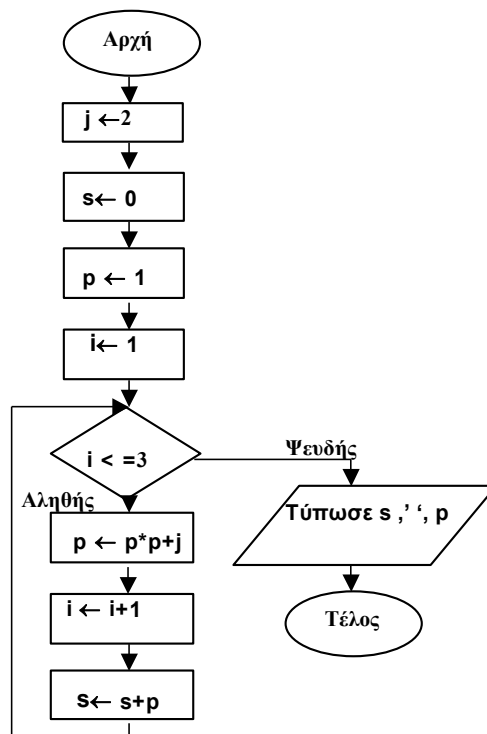 Αρχή
j ←2
s← 0
p ← 1
i← 1
i < =3
Ψευδής
Αληθής
Τύπωσε s ,’ ‘, p
p ← p*p+j
i ← i+1
Τέλος
s← s+p